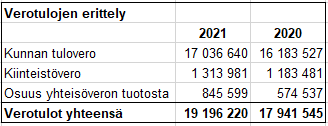 Verotulojen erittely
2021 2020
Kunnan tulovero 17 036 640 16 183 527
Kiinteistövero 1 313 981 1 183 481
Osuus yhteisöveron tuotosta 845 599 574 537
Verotulot yhteensä 19 196 220 17 941 545